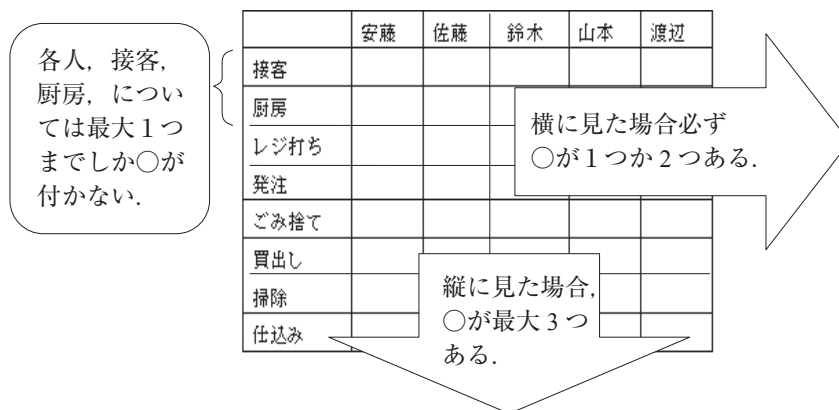 安藤 佐藤 鈴木 山本 渡辺
各人，接客，
厨房，につい
ては最大１つ
までしか○が
付かない．
接客
厨房
レジ打ち
発注
ごみ捨て
買出し
掃除
仕込み
横に見た場合必ず
○が１つか２つある．
縦に見た場合，
○が最大３つ
ある．